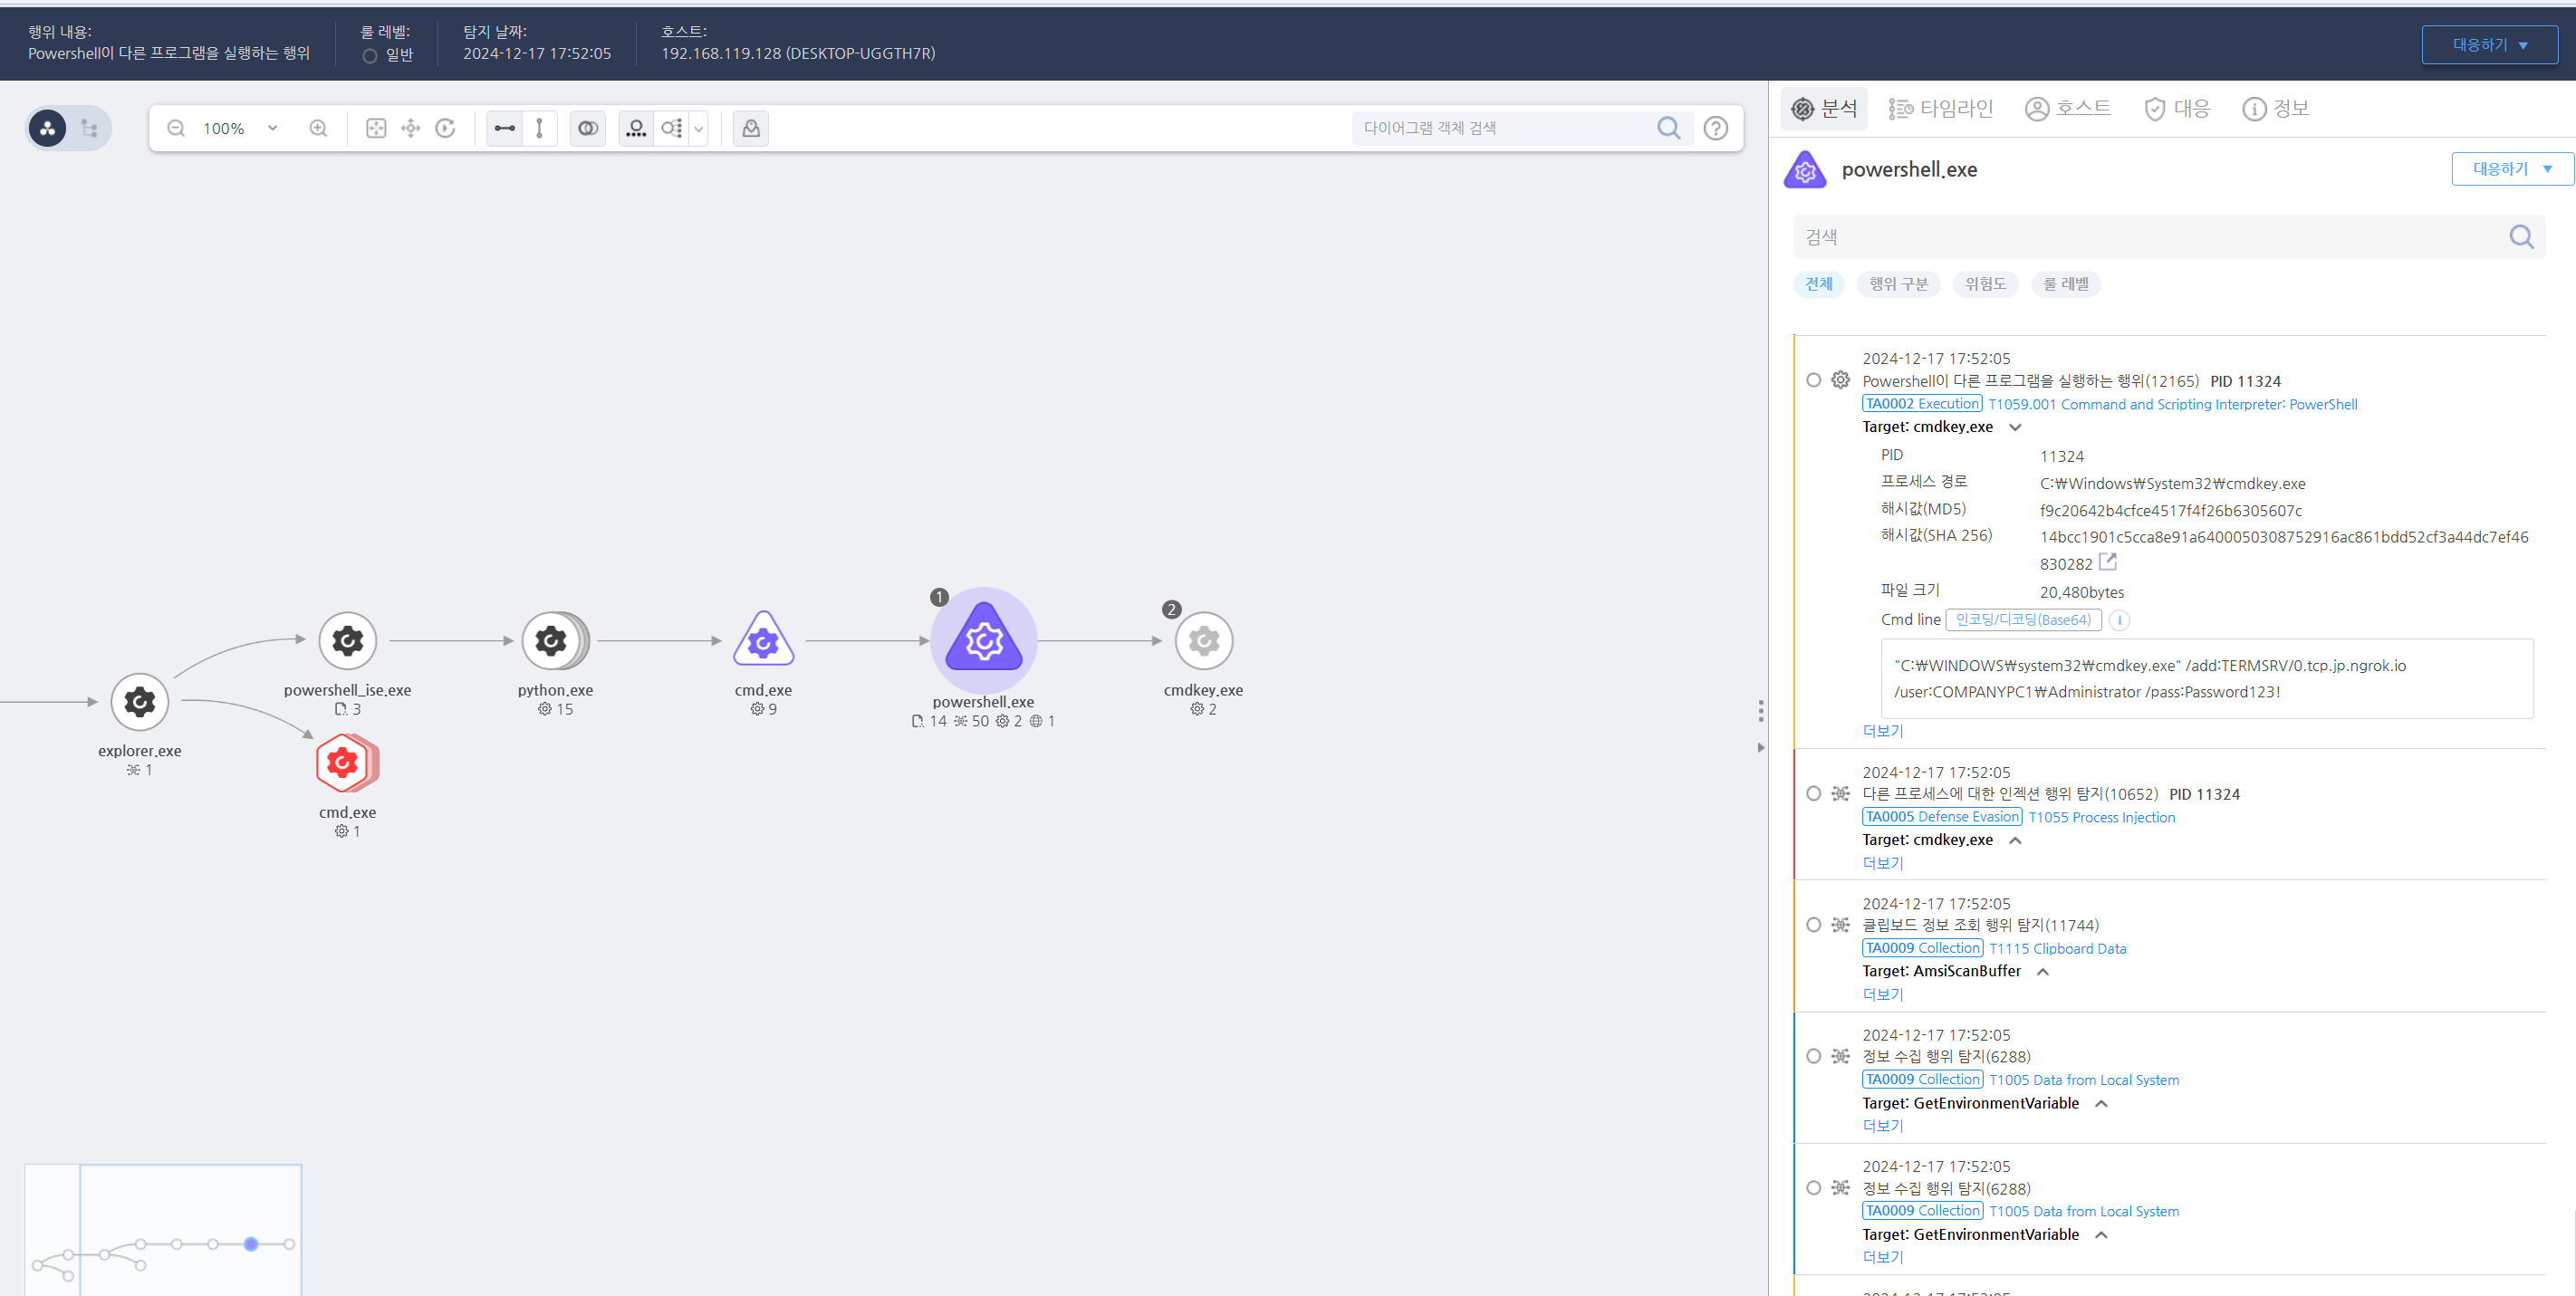 행위 내용:
Powershell이 다른 프로그램을 실행하는 행위
룰 레벨:
일반
탐지 날짜:
2024-12-17 17:52:05
호스트:
192.168.119.128 (DESKTOP-UGGTH7R)
대응하기
100%
다이어그램 객체 검색
?
explorer.exe
1
powershell_ise.exe
3
cmd.exe
1
python.exe
15
cmd.exe
9
1
powershell.exe
14 50 2 1
2
cmdkey.exe
2
분석
타임라인
호스트
대응
정보
powershell.exe
대응하기
검색
전체
행위 구분
위험도
룰 레벨
2024-12-17 17:52:05
Powershell이 다른 프로그램을 실행하는 행위(12165) PID 11324
TA0002 Execution T1059.001 Command and Scripting Interpreter: PowerShell
Target: cmdkey.exe
PID 11324
프로세스 경로 C:₩Windows₩System32₩cmdkey.exe
해시값(MD5) f9c20642b4cfce4517f4f26b6305607c
해시값(SHA 256) 14bcc1901c5cca8e91a6400050308752916ac861bdd52cf3a44dc7ef46
830282
파일 크기 20,480bytes
Cmd line 인코딩/디코딩(Base64) i
"C:₩WINDOWS₩system32₩cmdkey.exe" /add:TERMSRV/0.tcp.jp.ngrok.io
/user:COMPANYPC1₩Administrator /pass:Password123!
더보기
2024-12-17 17:52:05
다른 프로세스에 대한 인젝션 행위 탐지(10652) PID 11324
TA0005 Defense Evasion T1055 Process Injection
Target: cmdkey.exe
더보기
2024-12-17 17:52:05
클립보드 정보 조회 행위 탐지(11744)
TA0009 Collection T1115 Clipboard Data
Target: AmsiScanBuffer
더보기
2024-12-17 17:52:05
정보 수집 행위 탐지(6288)
TA0009 Collection T1005 Data from Local System
Target: GetEnvironmentVariable
더보기
2024-12-17 17:52:05
정보 수집 행위 탐지(6288)
TA0009 Collection T1005 Data from Local System
Target: GetEnvironmentVariable
더보기